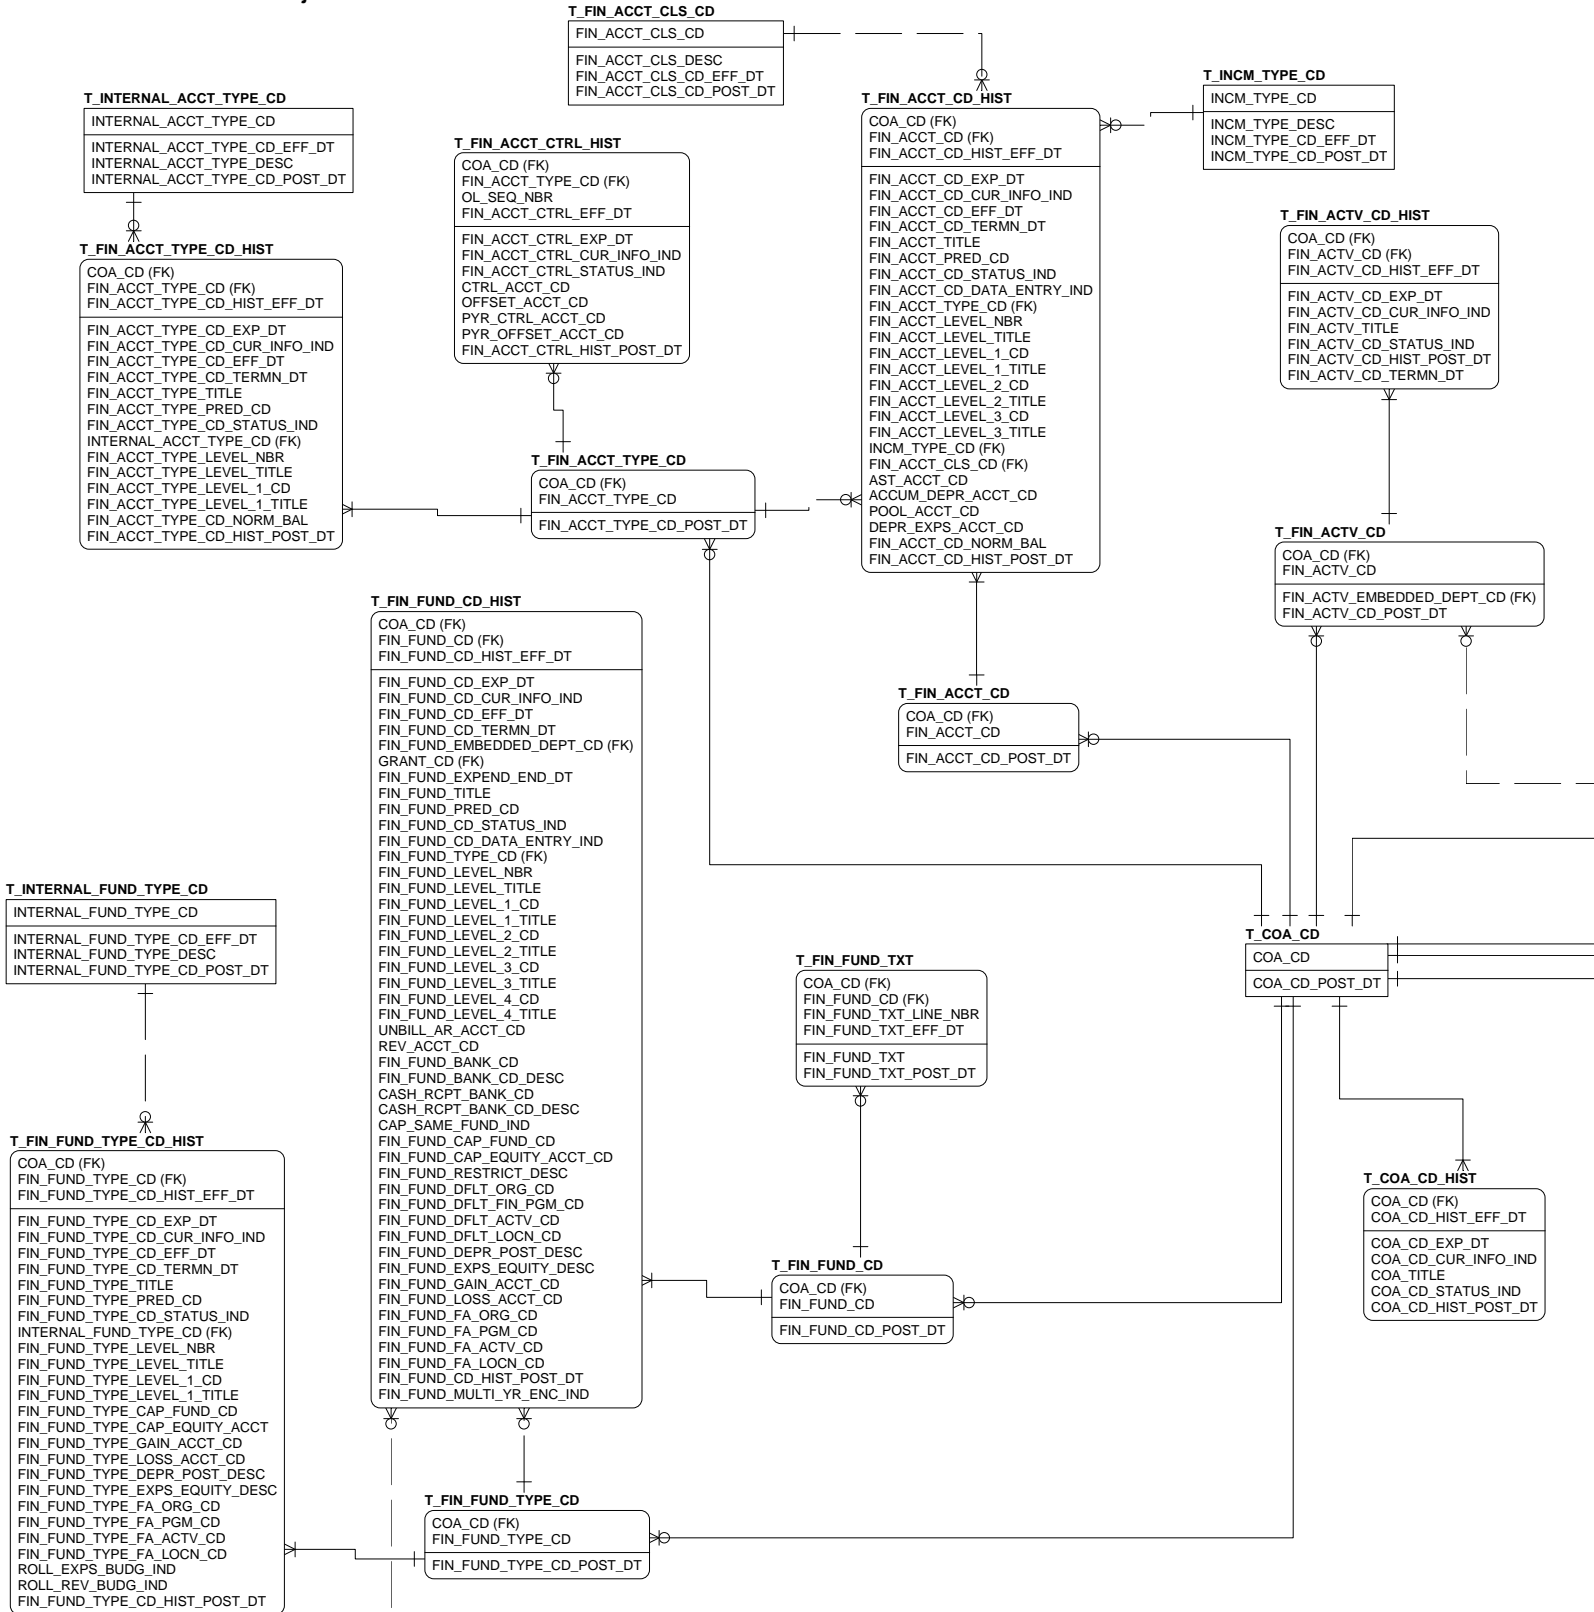 T_FIN_ACCT_CLS_CD
FIN_ACCT_CLS_CD
FIN_ACCT_CLS_DESC
FIN_ACCT_CLS_CD_EFF_DT
FIN_ACCT_CLS_CD_POST_DT
T_INCM_TYPE_CD
INCM_TYPE_CD
INCM_TYPE_DESC
INCM_TYPE_CD_EFF_DT
INCM_TYPE_CD_POST_DT
T_INTERNAL_ACCT_TYPE_CD
INTERNAL_ACCT_TYPE_CD
INTERNAL_ACCT_TYPE_CD_EFF_DT
INTERNAL_ACCT_TYPE_DESC
INTERNAL_ACCT_TYPE_CD_POST_DT
T_FIN_ACCT_CTRL_HIST
COA_CD (FK)
FIN_ACCT_TYPE_CD (FK)
OL_SEQ_NBR
FIN_ACCT_CTRL_EFF_DT
FIN_ACCT_CTRL_EXP_DT
FIN_ACCT_CTRL_CUR_INFO_IND
FIN_ACCT_CTRL_STATUS_IND
CTRL_ACCT_CD
OFFSET_ACCT_CD
PYR_CTRL_ACCT_CD
PYR_OFFSET_ACCT_CD
FIN_ACCT_CTRL_HIST_POST_DT
T_FIN_ACCT_CD_HIST
COA_CD (FK)
FIN_ACCT_CD (FK)
FIN_ACCT_CD_HIST_EFF_DT
FIN_ACCT_CD_EXP_DT
FIN_ACCT_CD_CUR_INFO_IND
FIN_ACCT_CD_EFF_DT
FIN_ACCT_CD_TERMN_DT
FIN_ACCT_TITLE
FIN_ACCT_PRED_CD
FIN_ACCT_CD_STATUS_IND
FIN_ACCT_CD_DATA_ENTRY_IND
FIN_ACCT_TYPE_CD (FK)
FIN_ACCT_LEVEL_NBR
FIN_ACCT_LEVEL_TITLE
FIN_ACCT_LEVEL_1_CD
FIN_ACCT_LEVEL_1_TITLE
FIN_ACCT_LEVEL_2_CD
FIN_ACCT_LEVEL_2_TITLE
FIN_ACCT_LEVEL_3_CD
FIN_ACCT_LEVEL_3_TITLE
INCM_TYPE_CD (FK)
FIN_ACCT_CLS_CD (FK)
AST_ACCT_CD
ACCUM_DEPR_ACCT_CD
POOL_ACCT_CD
DEPR_EXPS_ACCT_CD
FIN_ACCT_CD_NORM_BAL
FIN_ACCT_CD_HIST_POST_DT
T_FIN_ACTV_CD_HIST
COA_CD (FK)
FIN_ACTV_CD (FK)
FIN_ACTV_CD_HIST_EFF_DT
FIN_ACTV_CD_EXP_DT
FIN_ACTV_CD_CUR_INFO_IND
FIN_ACTV_TITLE
FIN_ACTV_CD_STATUS_IND
FIN_ACTV_CD_HIST_POST_DT
FIN_ACTV_CD_TERMN_DT
T_FIN_ACCT_TYPE_CD_HIST
COA_CD (FK)
FIN_ACCT_TYPE_CD (FK)
FIN_ACCT_TYPE_CD_HIST_EFF_DT
FIN_ACCT_TYPE_CD_EXP_DT
FIN_ACCT_TYPE_CD_CUR_INFO_IND
FIN_ACCT_TYPE_CD_EFF_DT
FIN_ACCT_TYPE_CD_TERMN_DT
FIN_ACCT_TYPE_TITLE
FIN_ACCT_TYPE_PRED_CD
FIN_ACCT_TYPE_CD_STATUS_IND
INTERNAL_ACCT_TYPE_CD (FK)
FIN_ACCT_TYPE_LEVEL_NBR
FIN_ACCT_TYPE_LEVEL_TITLE
FIN_ACCT_TYPE_LEVEL_1_CD
FIN_ACCT_TYPE_LEVEL_1_TITLE
FIN_ACCT_TYPE_CD_NORM_BAL
FIN_ACCT_TYPE_CD_HIST_POST_DT
T_FIN_ACCT_TYPE_CD
COA_CD (FK)
FIN_ACCT_TYPE_CD
FIN_ACCT_TYPE_CD_POST_DT
T_FIN_ACTV_CD
COA_CD (FK)
FIN_ACTV_CD
FIN_ACTV_EMBEDDED_DEPT_CD (FK)
FIN_ACTV_CD_POST_DT
T_FIN_FUND_CD_HIST
COA_CD (FK)
FIN_FUND_CD (FK)
FIN_FUND_CD_HIST_EFF_DT
FIN_FUND_CD_EXP_DT
FIN_FUND_CD_CUR_INFO_IND
FIN_FUND_CD_EFF_DT
FIN_FUND_CD_TERMN_DT
FIN_FUND_EMBEDDED_DEPT_CD (FK)
GRANT_CD (FK)
FIN_FUND_EXPEND_END_DT
FIN_FUND_TITLE
FIN_FUND_PRED_CD
FIN_FUND_CD_STATUS_IND
FIN_FUND_CD_DATA_ENTRY_IND
FIN_FUND_TYPE_CD (FK)
FIN_FUND_LEVEL_NBR
FIN_FUND_LEVEL_TITLE
FIN_FUND_LEVEL_1_CD
FIN_FUND_LEVEL_1_TITLE
FIN_FUND_LEVEL_2_CD
FIN_FUND_LEVEL_2_TITLE
FIN_FUND_LEVEL_3_CD
FIN_FUND_LEVEL_3_TITLE
FIN_FUND_LEVEL_4_CD
FIN_FUND_LEVEL_4_TITLE
UNBILL_AR_ACCT_CD
REV_ACCT_CD
FIN_FUND_BANK_CD
FIN_FUND_BANK_CD_DESC
CASH_RCPT_BANK_CD
CASH_RCPT_BANK_CD_DESC
CAP_SAME_FUND_IND
FIN_FUND_CAP_FUND_CD
FIN_FUND_CAP_EQUITY_ACCT_CD
FIN_FUND_RESTRICT_DESC
FIN_FUND_DFLT_ORG_CD
FIN_FUND_DFLT_FIN_PGM_CD
FIN_FUND_DFLT_ACTV_CD
FIN_FUND_DFLT_LOCN_CD
FIN_FUND_DEPR_POST_DESC
FIN_FUND_EXPS_EQUITY_DESC
FIN_FUND_GAIN_ACCT_CD
FIN_FUND_LOSS_ACCT_CD
FIN_FUND_FA_ORG_CD
FIN_FUND_FA_PGM_CD
FIN_FUND_FA_ACTV_CD
FIN_FUND_FA_LOCN_CD
FIN_FUND_CD_HIST_POST_DT
FIN_FUND_MULTI_YR_ENC_IND
T_FIN_ACCT_CD
COA_CD (FK)
FIN_ACCT_CD
FIN_ACCT_CD_POST_DT
T_INTERNAL_FUND_TYPE_CD
INTERNAL_FUND_TYPE_CD
INTERNAL_FUND_TYPE_CD_EFF_DT
INTERNAL_FUND_TYPE_DESC
INTERNAL_FUND_TYPE_CD_POST_DT
T_COA_CD
COA_CD
COA_CD_POST_DT
T_FIN_FUND_TXT
COA_CD (FK)
FIN_FUND_CD (FK)
FIN_FUND_TXT_LINE_NBR
FIN_FUND_TXT_EFF_DT
FIN_FUND_TXT
FIN_FUND_TXT_POST_DT
T_FIN_FUND_TYPE_CD_HIST
COA_CD (FK)
FIN_FUND_TYPE_CD (FK)
FIN_FUND_TYPE_CD_HIST_EFF_DT
FIN_FUND_TYPE_CD_EXP_DT
FIN_FUND_TYPE_CD_CUR_INFO_IND
FIN_FUND_TYPE_CD_EFF_DT
FIN_FUND_TYPE_CD_TERMN_DT
FIN_FUND_TYPE_TITLE
FIN_FUND_TYPE_PRED_CD
FIN_FUND_TYPE_CD_STATUS_IND
INTERNAL_FUND_TYPE_CD (FK)
FIN_FUND_TYPE_LEVEL_NBR
FIN_FUND_TYPE_LEVEL_TITLE
FIN_FUND_TYPE_LEVEL_1_CD
FIN_FUND_TYPE_LEVEL_1_TITLE
FIN_FUND_TYPE_CAP_FUND_CD
FIN_FUND_TYPE_CAP_EQUITY_ACCT
FIN_FUND_TYPE_GAIN_ACCT_CD
FIN_FUND_TYPE_LOSS_ACCT_CD
FIN_FUND_TYPE_DEPR_POST_DESC
FIN_FUND_TYPE_EXPS_EQUITY_DESC
FIN_FUND_TYPE_FA_ORG_CD
FIN_FUND_TYPE_FA_PGM_CD
FIN_FUND_TYPE_FA_ACTV_CD
FIN_FUND_TYPE_FA_LOCN_CD
ROLL_EXPS_BUDG_IND
ROLL_REV_BUDG_IND
FIN_FUND_TYPE_CD_HIST_POST_DT
T_COA_CD_HIST
COA_CD (FK)
COA_CD_HIST_EFF_DT
COA_CD_EXP_DT
COA_CD_CUR_INFO_IND
COA_TITLE
COA_CD_STATUS_IND
COA_CD_HIST_POST_DT
T_FIN_FUND_CD
COA_CD (FK)
FIN_FUND_CD
FIN_FUND_CD_POST_DT
T_FIN_FUND_TYPE_CD
COA_CD (FK)
FIN_FUND_TYPE_CD
FIN_FUND_TYPE_CD_POST_DT